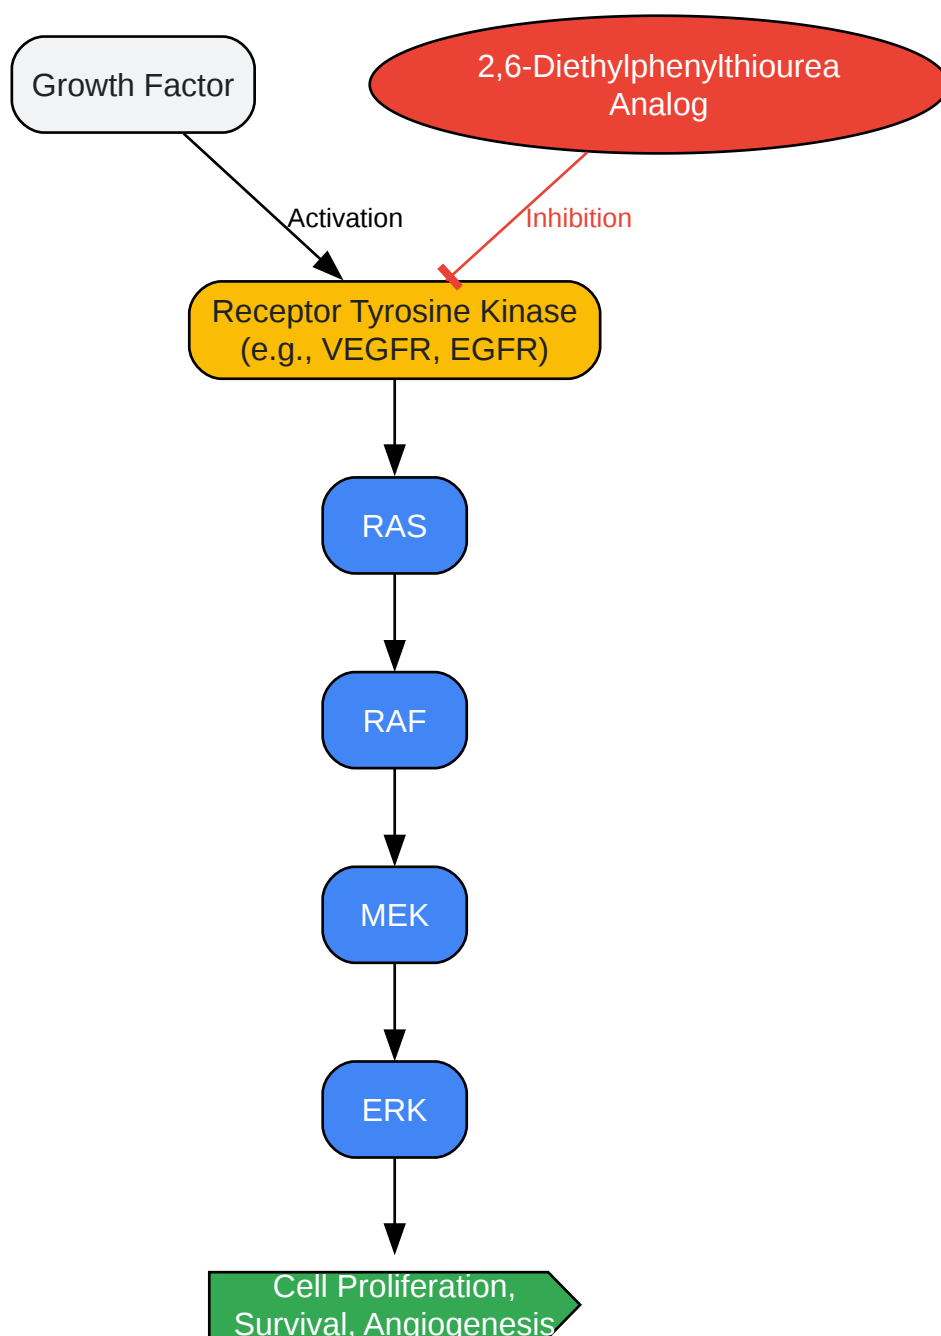 Growth Factor
2,6-Diethylphenylthiourea
Analog
Activation
Inhibition
Receptor Tyrosine Kinase
(e.g., VEGFR, EGFR)
RAS
RAF
MEK
ERK
Cell Proliferation,
Survival, Angiogenesis